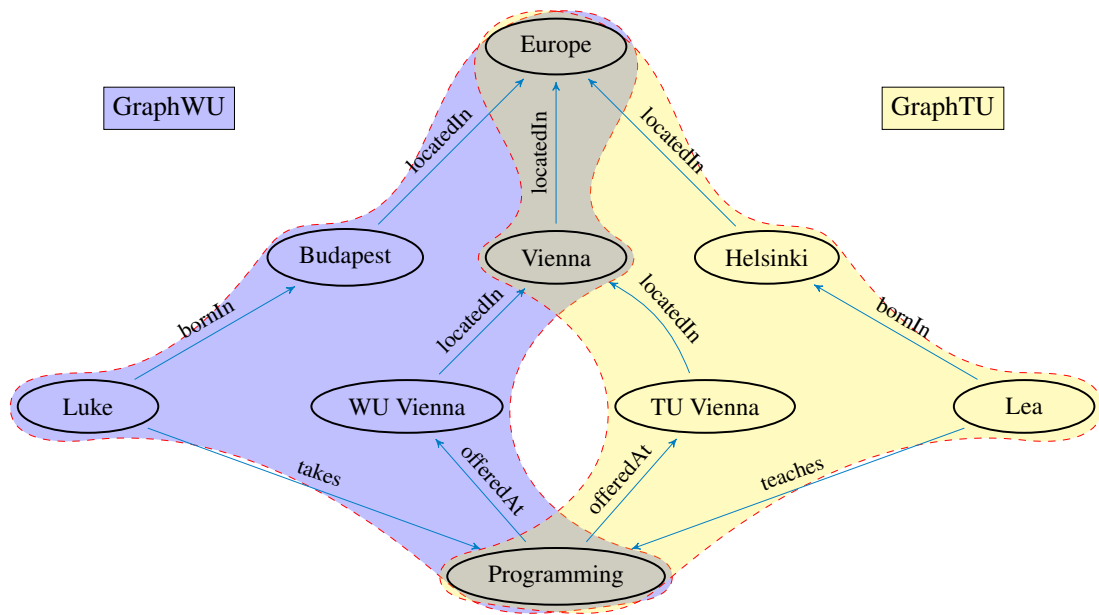 Europe
GraphWU
GraphTU
locatedIn
locatedIn
locatedIn
Budapest
Vienna
Helsinki
bornIn
locatedIn
locatedIn
bornIn
Luke
WU Vienna
TU Vienna
Lea
takes
offeredAt
offeredAt
teaches
Programming